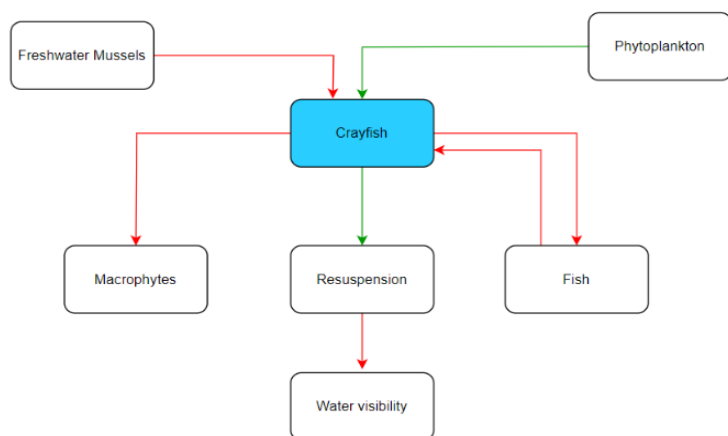 Freshwater Mussels
Phytoplankton
Crayfish
Macrophytes
Resuspension
Fish
Water visibility